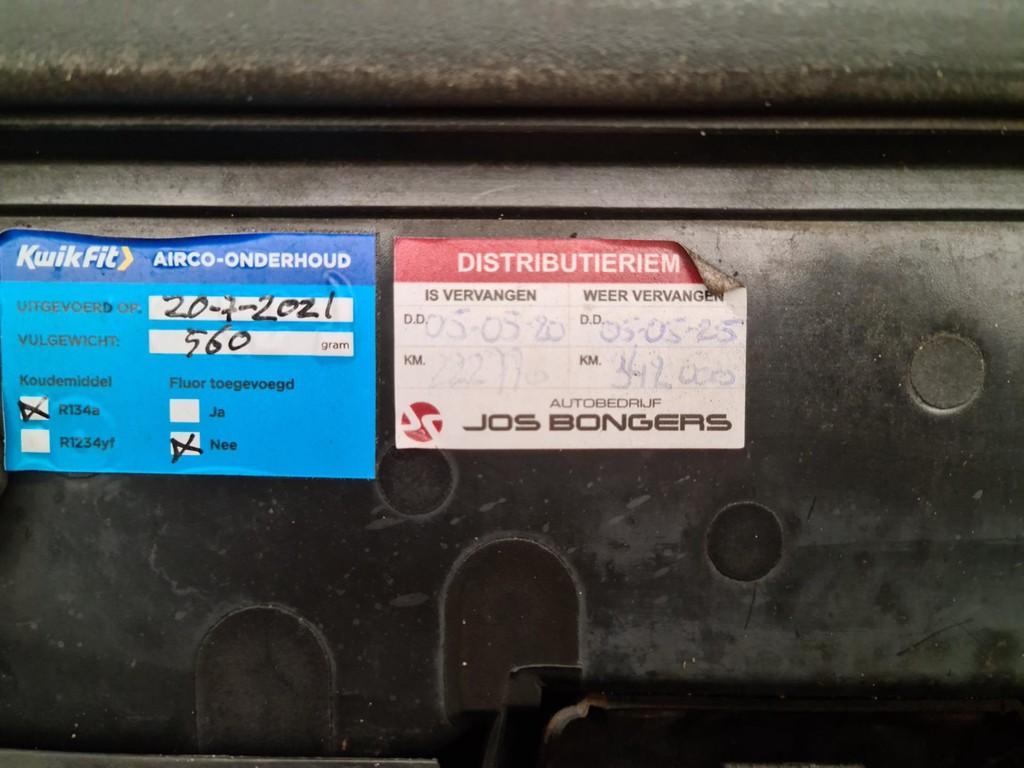 KwikFit
AIRCO-ONDERHOUD
UITGEVOERD OP: 20-7-2021
VULGEWICHT: 560 gram
Koudemiddel
Fluor toegevoegd
R134a
Ja
R1234yf
Nee
DISTRIBUTIERIEM
IS VERVANGEN
WEER VERVANGEN
D.D. 05-05-20
D.D. 05-05-25
KM.
KM. 342.000
AUTOBEDRIJF
JOS BONGERS